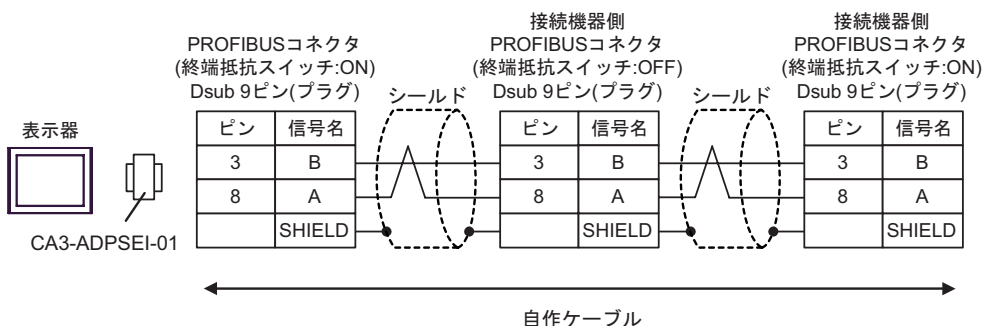 PROFIBUSコネクタ
(終端抵抗スイッチ:ON)
Dsub 9ピン(プラグ)
シールド
接続機器側
PROFIBUSコネクタ
(終端抵抗スイッチ:OFF)
Dsub 9ピン(プラグ)
シールド
接続機器側
PROFIBUSコネクタ
(終端抵抗スイッチ:ON)
Dsub 9ピン(プラグ)
表示器
CA3-ADPSEI-01
ピン 信号名
3 B
8 A
SHIELD
ピン 信号名
3 B
8 A
SHIELD
ピン 信号名
3 B
8 A
SHIELD
自作ケーブル